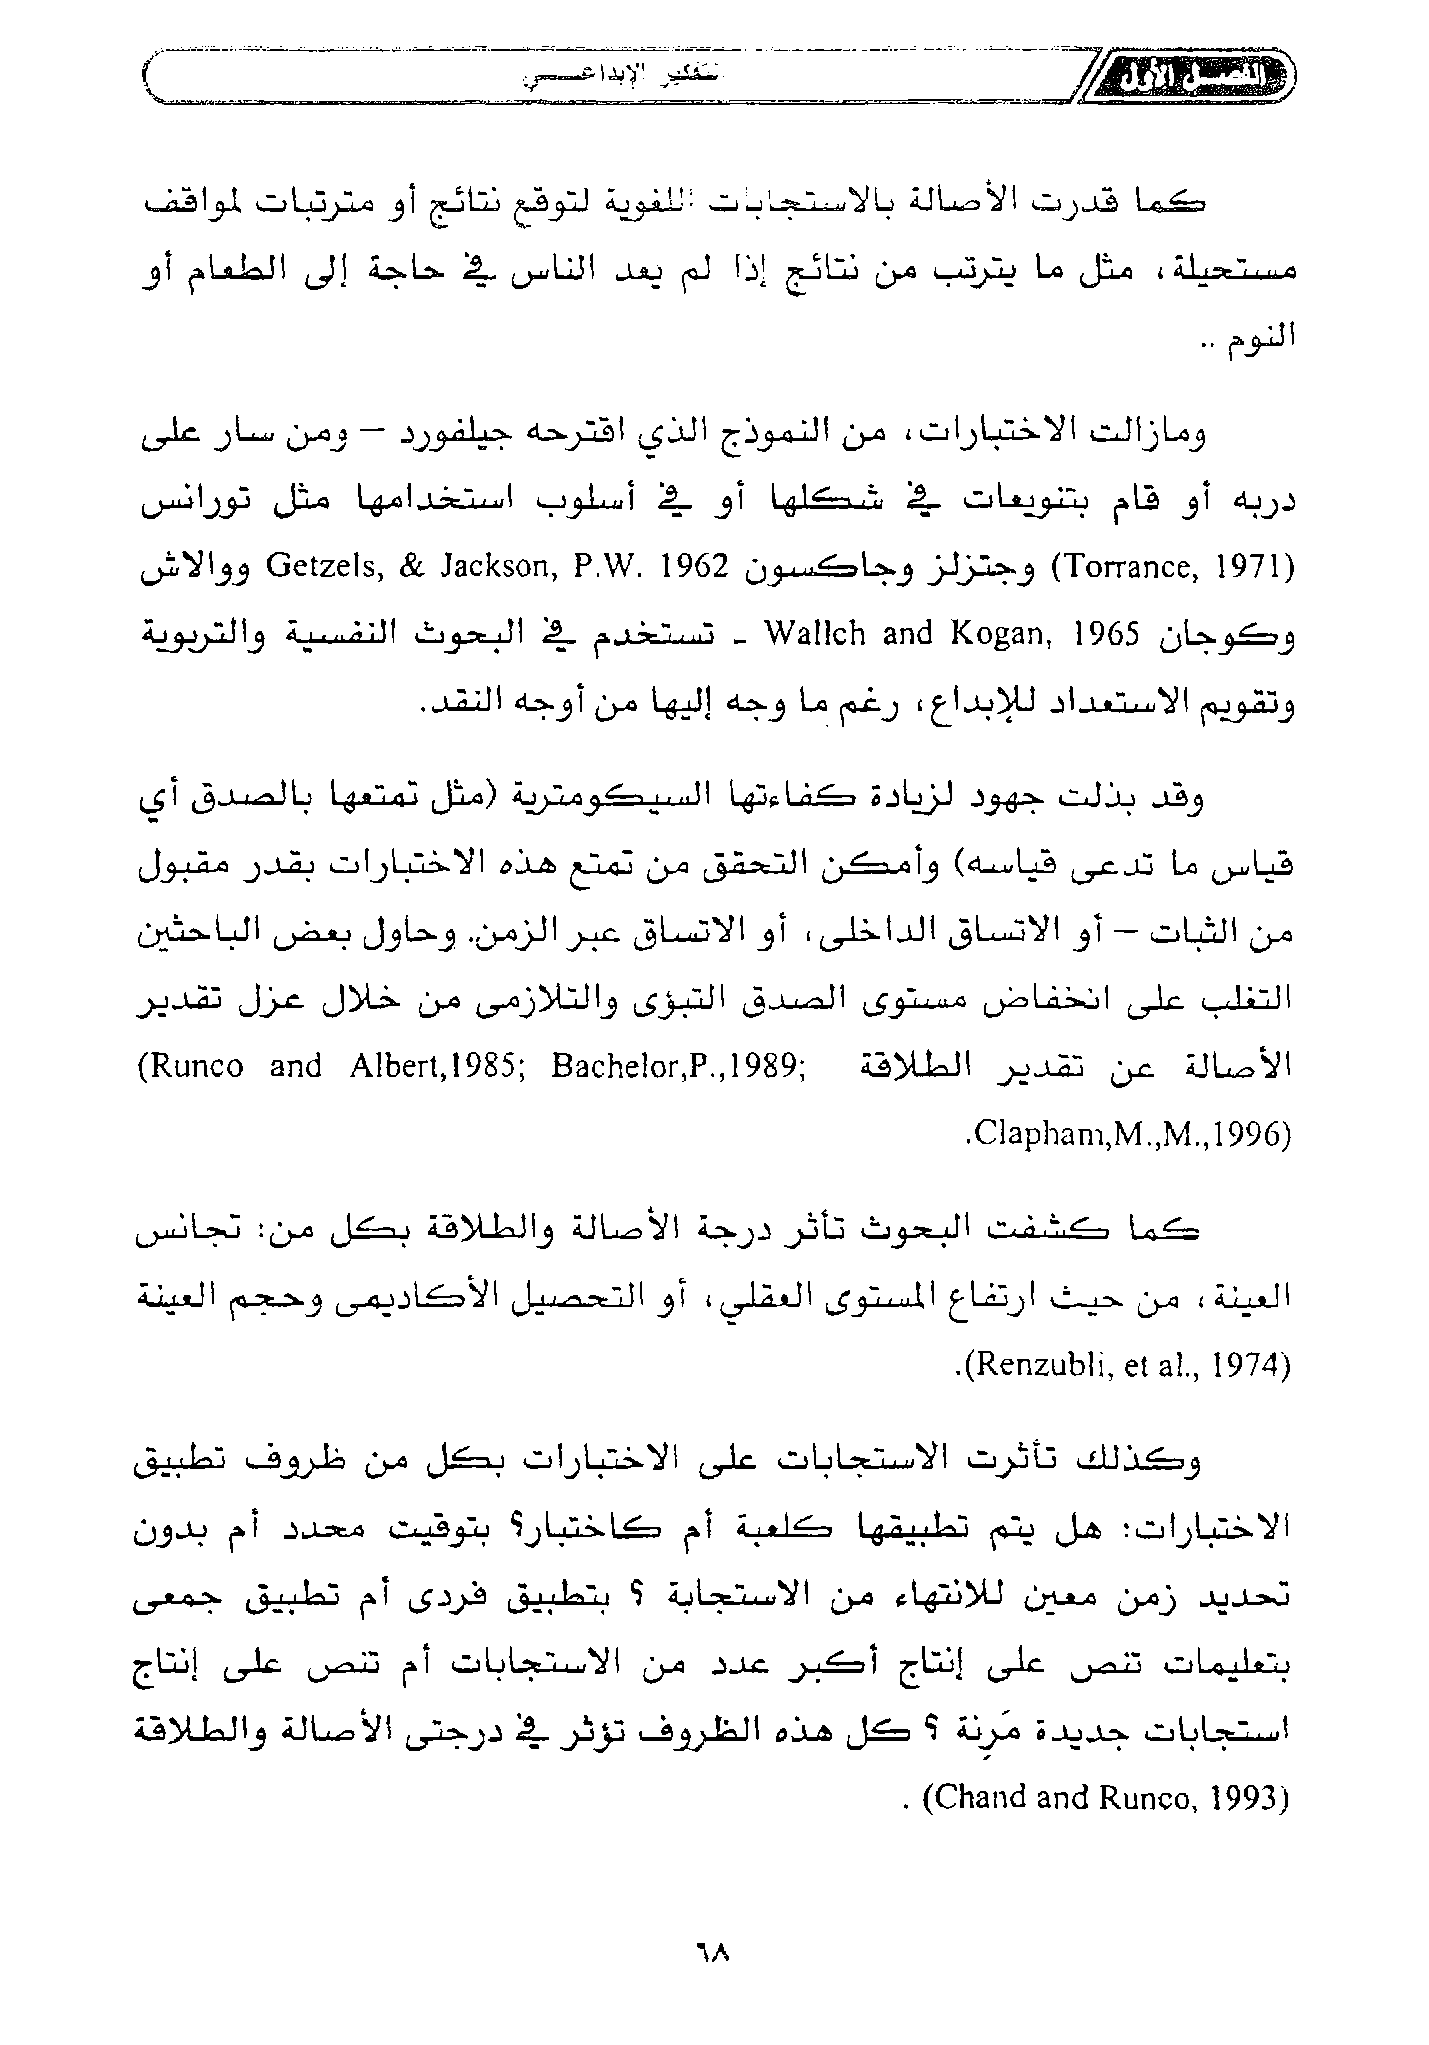 الفصل الأول
التفكير الإبداعي
كما قدرت الأصالة بالاستجابات اللغوية لتوقع نتائج أو مترتبات لمواقف
مستحيلة، مثل ما يترتب من نتائج إذا لم يعد الناس في حاجة إلى الطعام أو
النوم ..
ومازالت الاختبارات، من النموذج الذي اقترحه جيلفورد – ومن سار على
دربه أو قام بتنويعات في شكلها أو في أسلوب استخدامها مثل تورانس
(Torrance, 1971) وجتزلز وجاكسون Getzels, & Jackson, P.W. 1962 ووالاش
وكوجان Wallch and Kogan, 1965 - تستخدم في البحوث النفسية والتربوية
وتقويم الاستعداد للإبداع، رغم ما وجه إليها من أوجه النقد.
وقد بذلت جهود لزيادة كفاءتها السيكومترية (مثل تمتعها بالصدق أي
قياس ما تدعى قياسه) وأمكن التحقق من تمتع هذه الاختبارات بقدر مقبول
من الثبات – أو الاتساق الداخلى، أو الاتساق عبر الزمن. وحاول بعض الباحثين
التغلب على انخفاض مستوى الصدق التبؤى والتلازمى من خلال عزل تقدير
الأصالة عن تقدير الطلاقة (Runco and Albert,1985; Bachelor,P.,1989;
Clapham,M.,M.,1996).
كما كشفت البحوث تأثر درجة الأصالة والطلاقة بكل من: تجانس
العينة، من حيث ارتفاع المستوى العقلي، أو التحصيل الأكاديمى وحجم العينة
(Renzubli, et al., 1974).
وكذلك تأثرت الاستجابات على الاختبارات بكل من ظروف تطبيق
الاختبارات: هل يتم تطبيقها كلعبة أم كاختبار؟ بتوقيت محدد أم بدون
تحديد زمن معين للانتهاء من الاستجابة ؟ بتطبيق فردى أم تطبيق جمعى
بتعليمات تنص على إنتاج أكبر عدد من الاستجابات أم تنص على إنتاج
استجابات جديدة مَرِنة ؟ كل هذه الظروف تؤثر في درجتى الأصالة والطلاقة
(Chand and Runco, 1993) .
٦٨